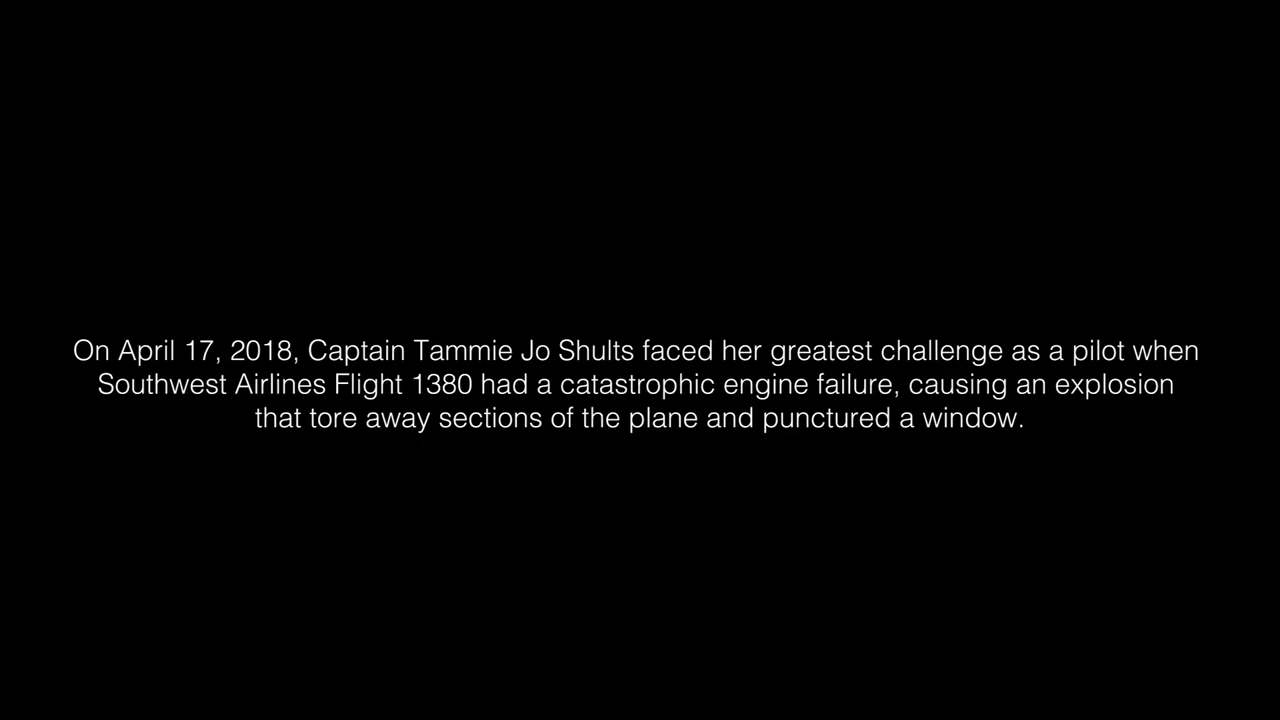 On April 17, 2018, Captain Tammie Jo Shults faced her greatest challenge as a pilot when
Southwest Airlines Flight 1380 had a catastrophic engine failure, causing an explosion
that tore away sections of the plane and punctured a window.